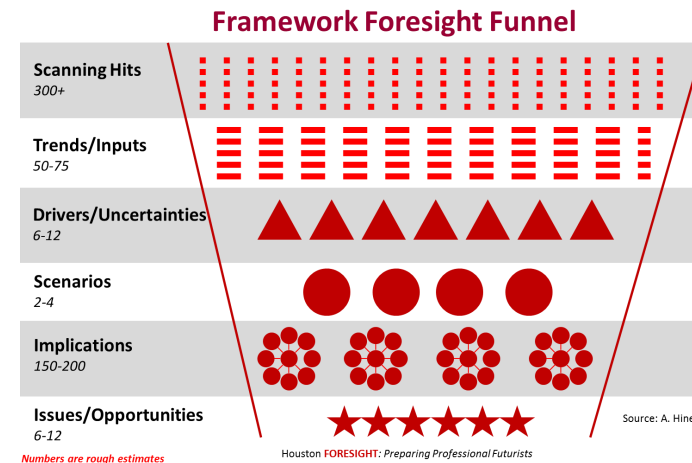 Framework Foresight Funnel
Scanning Hits
300+
Trends/Inputs
50-75
Drivers/Uncertainties
6-12
Scenarios
2-4
Implications
150-200
Issues/Opportunities
6-12
Source: A. Hine
Numbers are rough estimates
Houston FORESIGHT: Preparing Professional Futurists